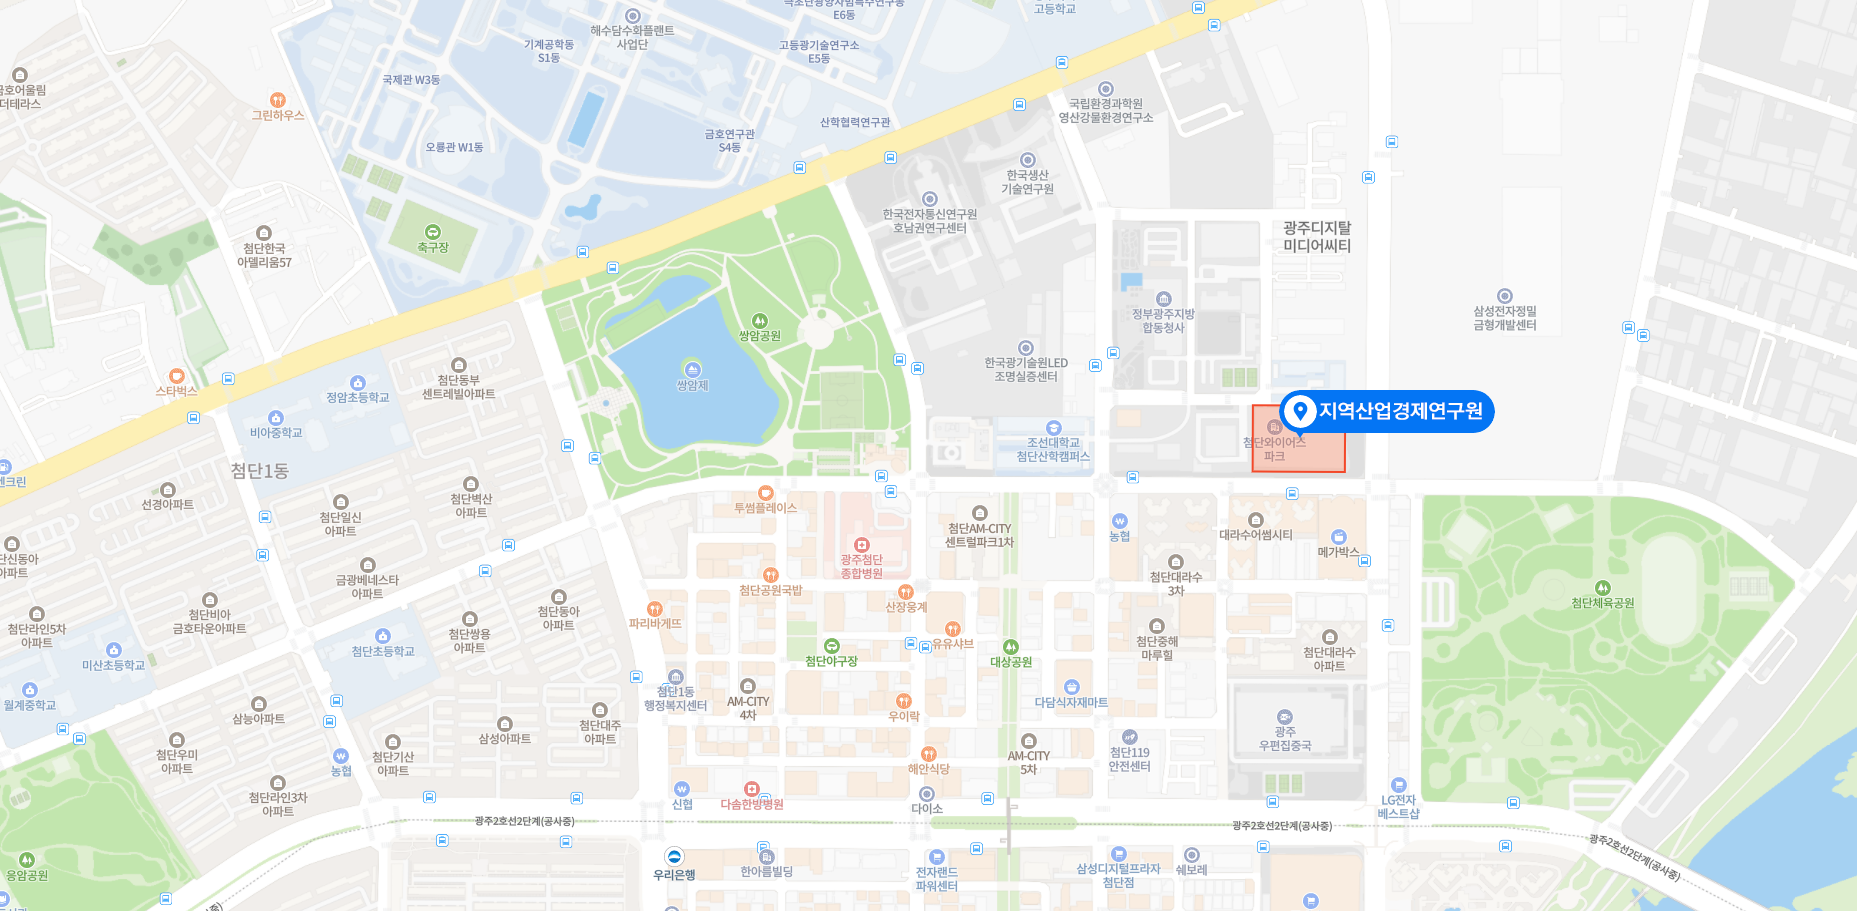 E6동
고등학교
해수담수화플랜트
사업단
기계공학동
S1동
고등광기술연구소
E5동
금호어울림
더테라스
국제관 W3동
그린하우스
국립환경과학원
영산강물환경연구소
산학협력연구관
금호연구관
S4동
오룡관 W1동
한국생산
기술연구원
한국전자통신연구원
호남권연구센터
축구장
첨단한국
아델리움57
광주디지탈
미디어씨티
정부광주지방
합동청사
삼성전자정밀
금형개발센터
쌍암공원
한국광기술원LED
조명실증센터
쌍암제
첨단동부
센트레빌아파트
스타벅스
정암초등학교
비아중학교
지역산업경제연구원
첨단와이어즈
파크
조선대학교
첨단산학캠퍼스
첨단1동
엔크린
선경아파트
첨단벽산
아파트
첨단일신
아파트
투썸플레이스
첨단AM-CITY
센트럴파크1차
농협
대라수어썸시티
메가박스
광주첨단
종합병원
첨단대라수
3차
첨단공원국밥
산장웅계
첨단체육공원
금광베네스타
아파트
단신동아
아파트
첨단비아
금호타운아파트
첨단라인5차
아파트
첨단동아
아파트
파리바게뜨
첨단쌍용
아파트
첨단초등학교
미산초등학교
유유샤브
첨단야구장
대상공원
첨단중해
마루힐
첨단대라수
아파트
첨단1동
행정복지센터
AM-CITY
4차
월계중학교
다담식자재마트
우이락
삼능아파트
삼성아파트
첨단대주
아파트
광주
우편집중국
첨단우미
아파트
첨단기산
아파트
농협
해안식당
AM-CITY
5차
첨단119
안전센터
첨단라인3차
아파트
신협
다솜한방병원
다이소
LG전자
베스트샵
광주2호선2단계(공사중)
광주2호선2단계(공사중)
광주2호선2단계(공사중)
우리은행
한아름빌딩
전자랜드
파워센터
삼성디지털프라자
첨단점
쉐보레
응암공원